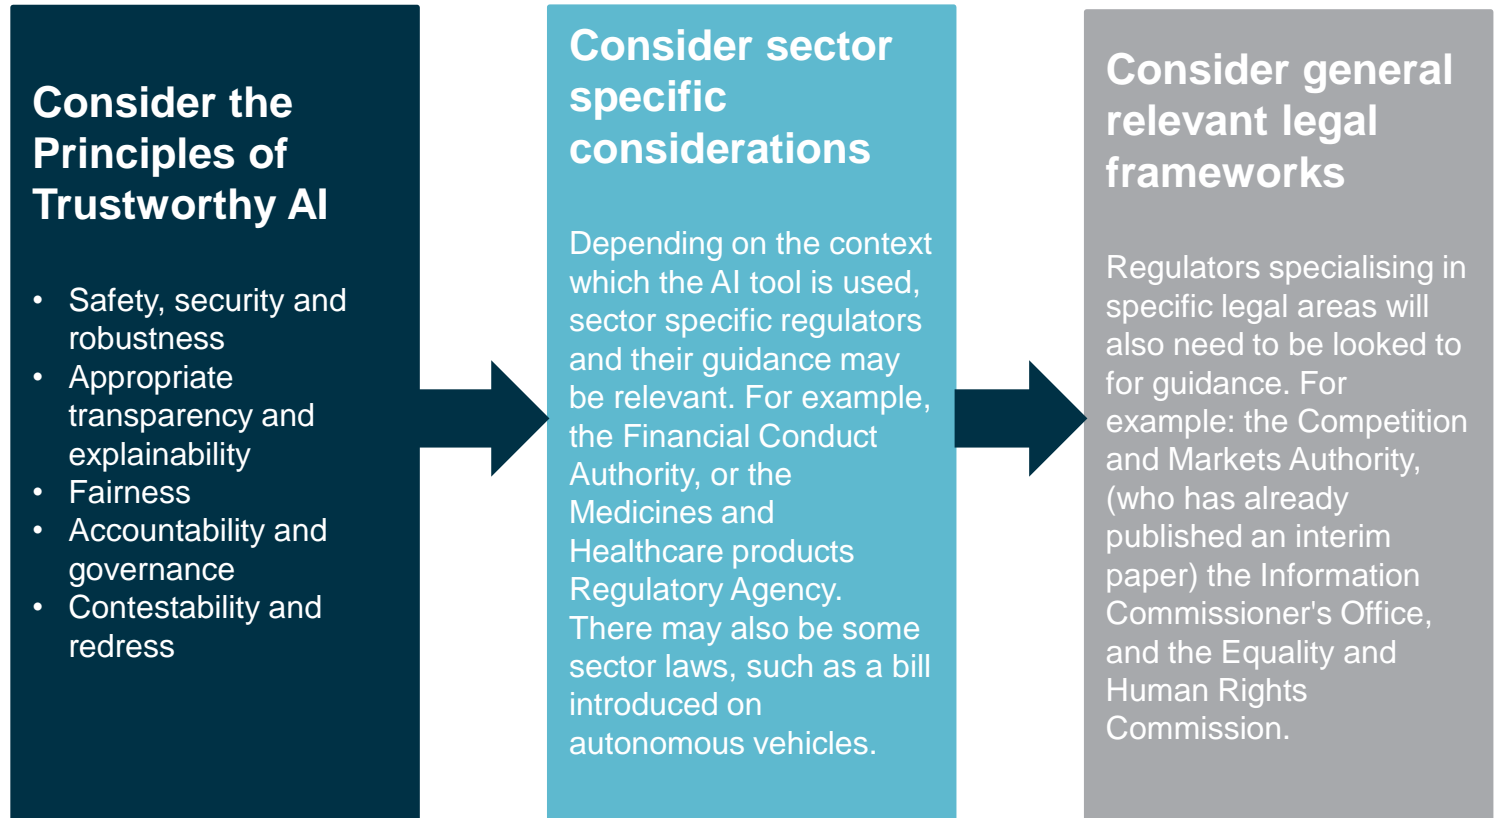 Consider the
Principles of
Trustworthy AI
• Safety, security and
robustness
• Appropriate
transparency and
explainability
• Fairness
• Accountability and
governance
• Contestability and
redress
Consider sector
specific
considerations
Depending on the context
which the AI tool is used,
sector specific regulators
and their guidance may
be relevant. For example,
the Financial Conduct
Authority, or the
Medicines and
Healthcare products
Regulatory Agency.
There may also be some
sector laws, such as a bill
introduced on
autonomous vehicles.
Consider general
relevant legal
frameworks
Regulators specialising in
specific legal areas will
also need to be looked to
for guidance. For
example: the Competition
and Markets Authority,
(who has already
published an interim
paper) the Information
Commissioner's Office,
and the Equality and
Human Rights
Commission.